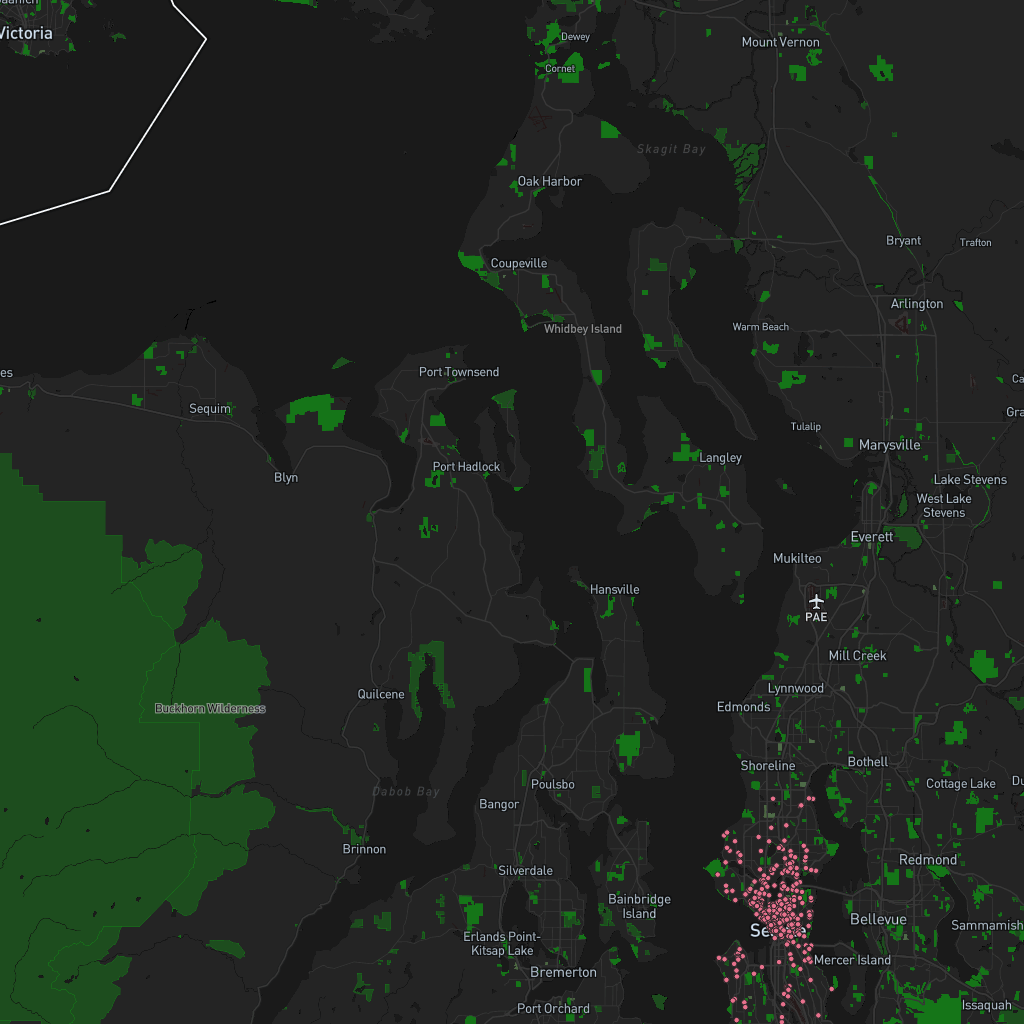 Victoria
Dewey
Mount Vernon
Cornet
Skagit Bay
Oak Harbor
Bryant
Trafton
Coupeville
Arlington
Whidbey Island
Warm Beach
Port Townsend
Sequim
Tulalip
Marysville
Langley
Port Hadlock
Blyn
Lake Stevens
West Lake
Stevens
Everett
Mukilteo
Hansville
PAE
Mill Creek
Lynnwood
Quilcene
Edmonds
Buckhorn Wilderness
Shoreline
Bothell
Poulsbo
Cottage Lake
Dabob Bay
Bangor
Brinnon
Redmond
Silverdale
Bainbridge
Island
Bellevue
Sammamish
Erlands Point-
Kitsap Lake
Mercer Island
Bremerton
Port Orchard
Issaquah